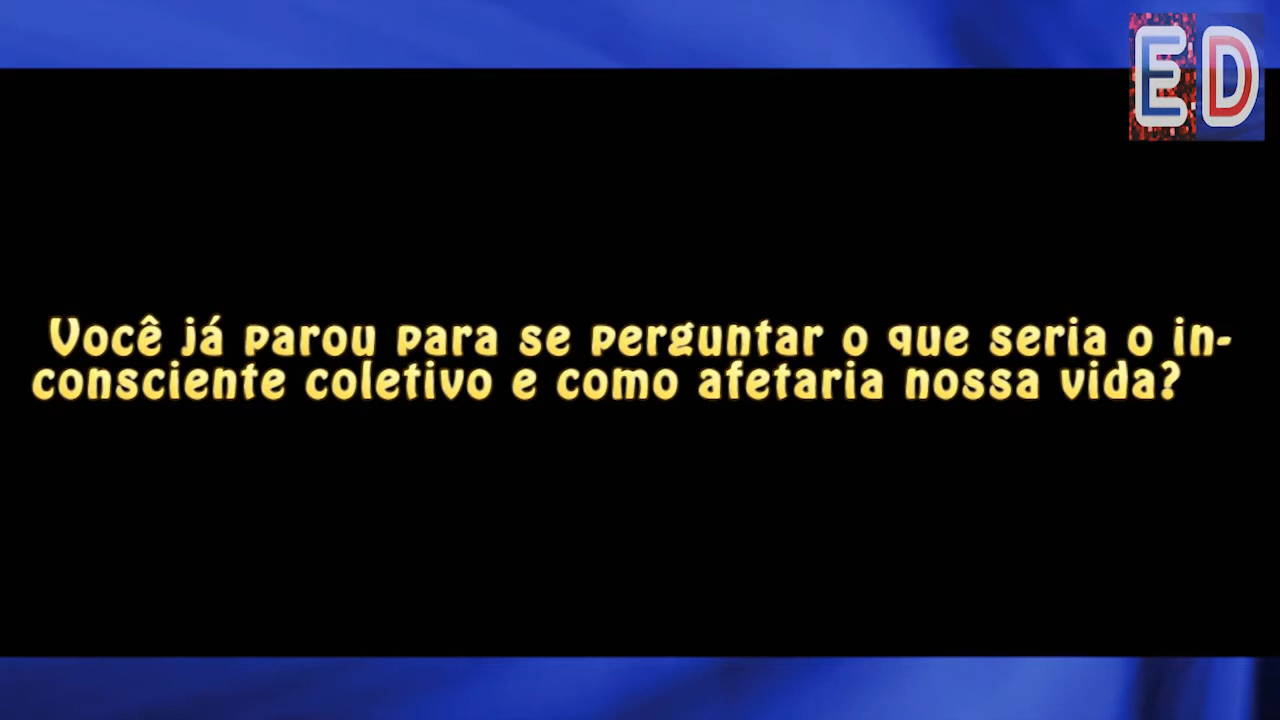 ED
Você já parou para se perguntar o que seria o in-
consciente coletivo e como afetaria nossa vida?